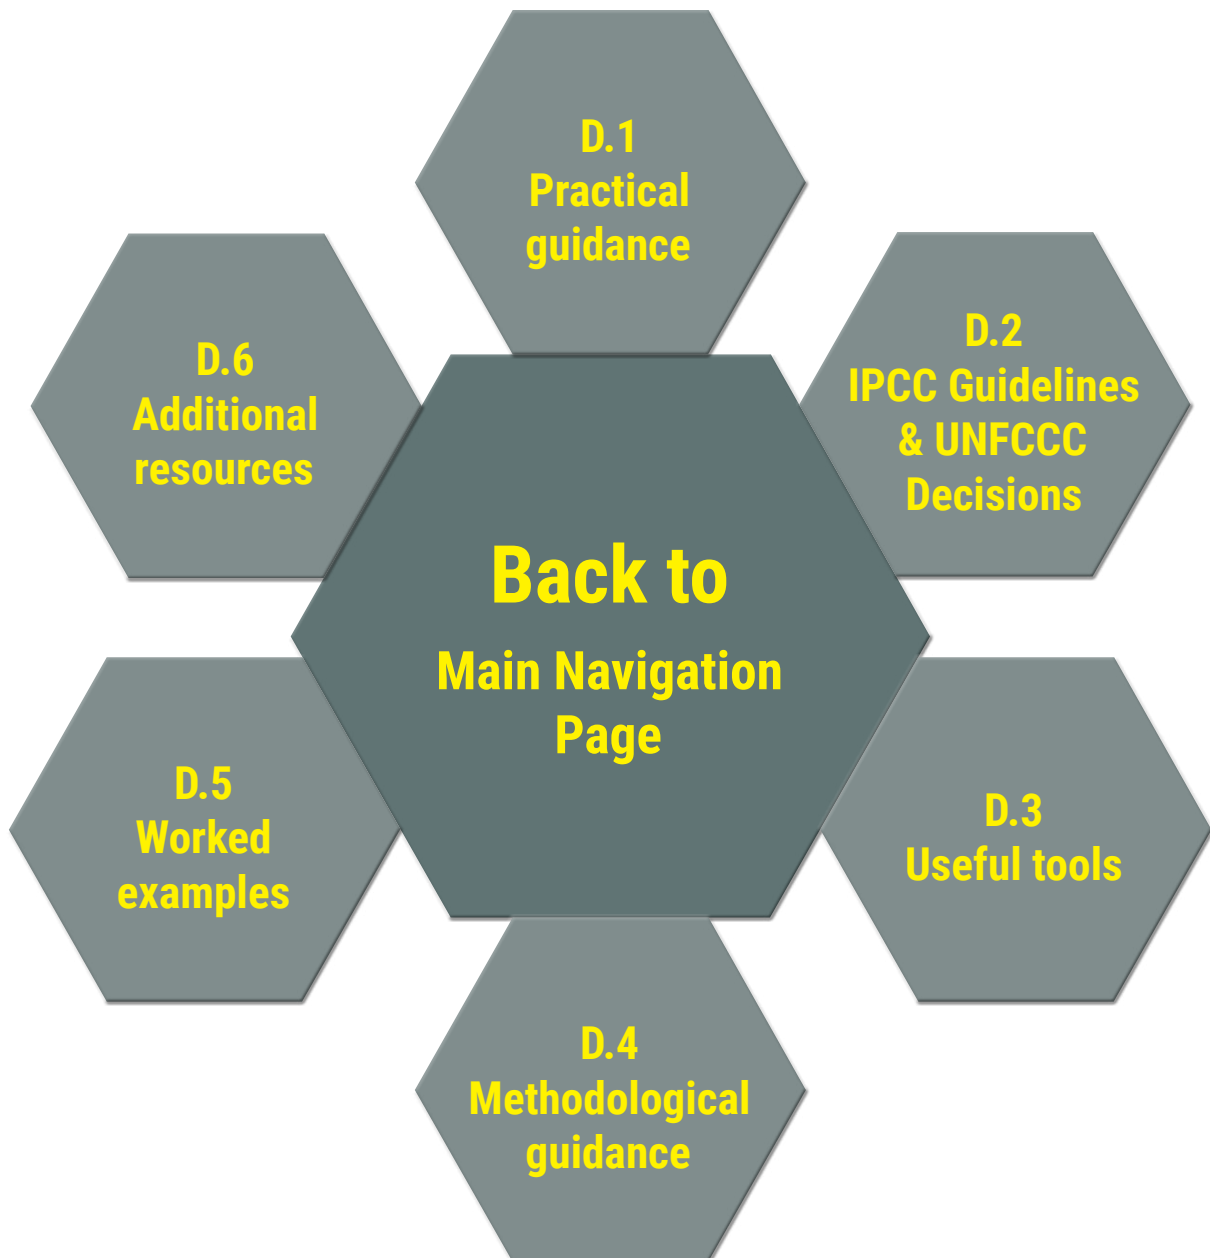 D.1
Practical
guidance
D.2
IPCC Guidelines
& UNFCCC
Decisions
D.6
Additional
resources
Back to
Main Navigation
Page
D.3
Useful tools
D.5
Worked
examples
D.4
Methodological
guidance